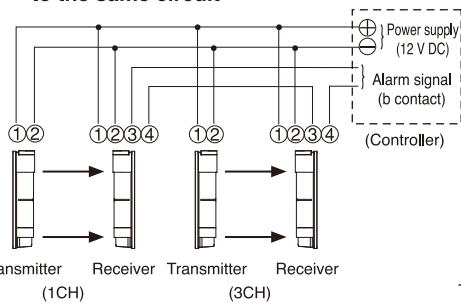 to the same circuit
⊕ Power supply
⊖ (12 V DC)
Alarm signal
(b contact)
(Controller)
①② ①②③④ ①② ①②③④
ansmitter Receiver Transmitter Receiver
(1CH) (3CH)